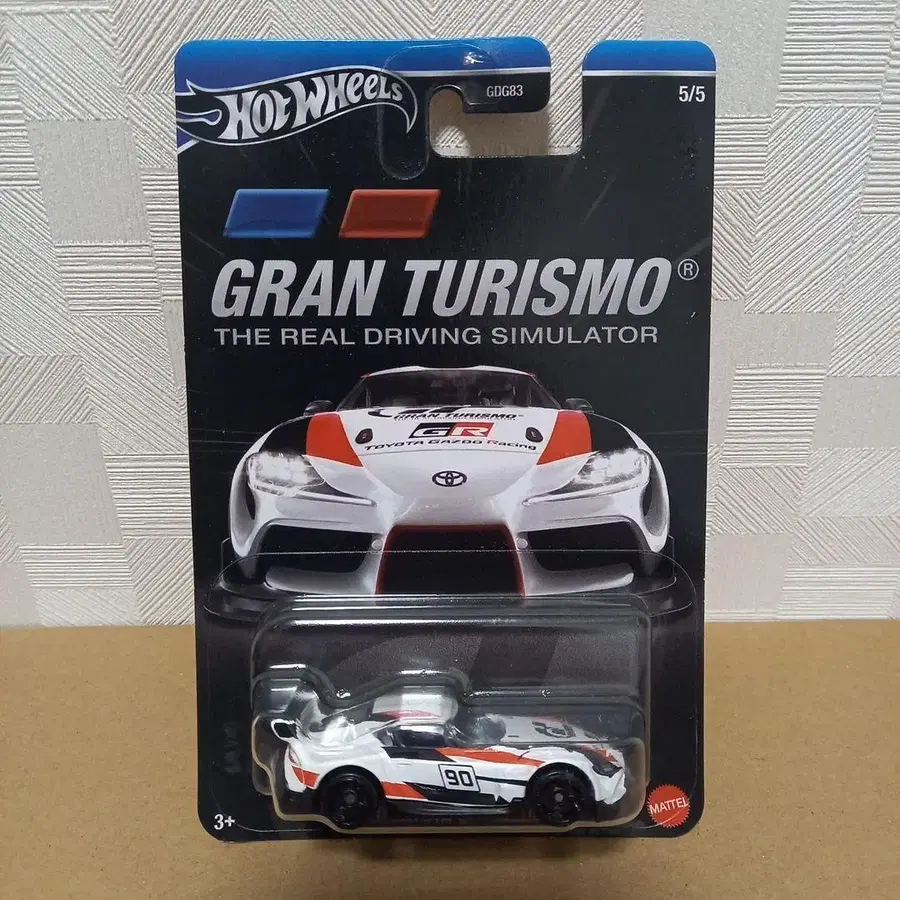 HOT WHEELS
GDG83
5/5
GRAN TURISMO®
THE REAL DRIVING SIMULATOR
GRAN TURISMO
GR
TOYOTA GAZOO Racing
90
3+
MATTEL